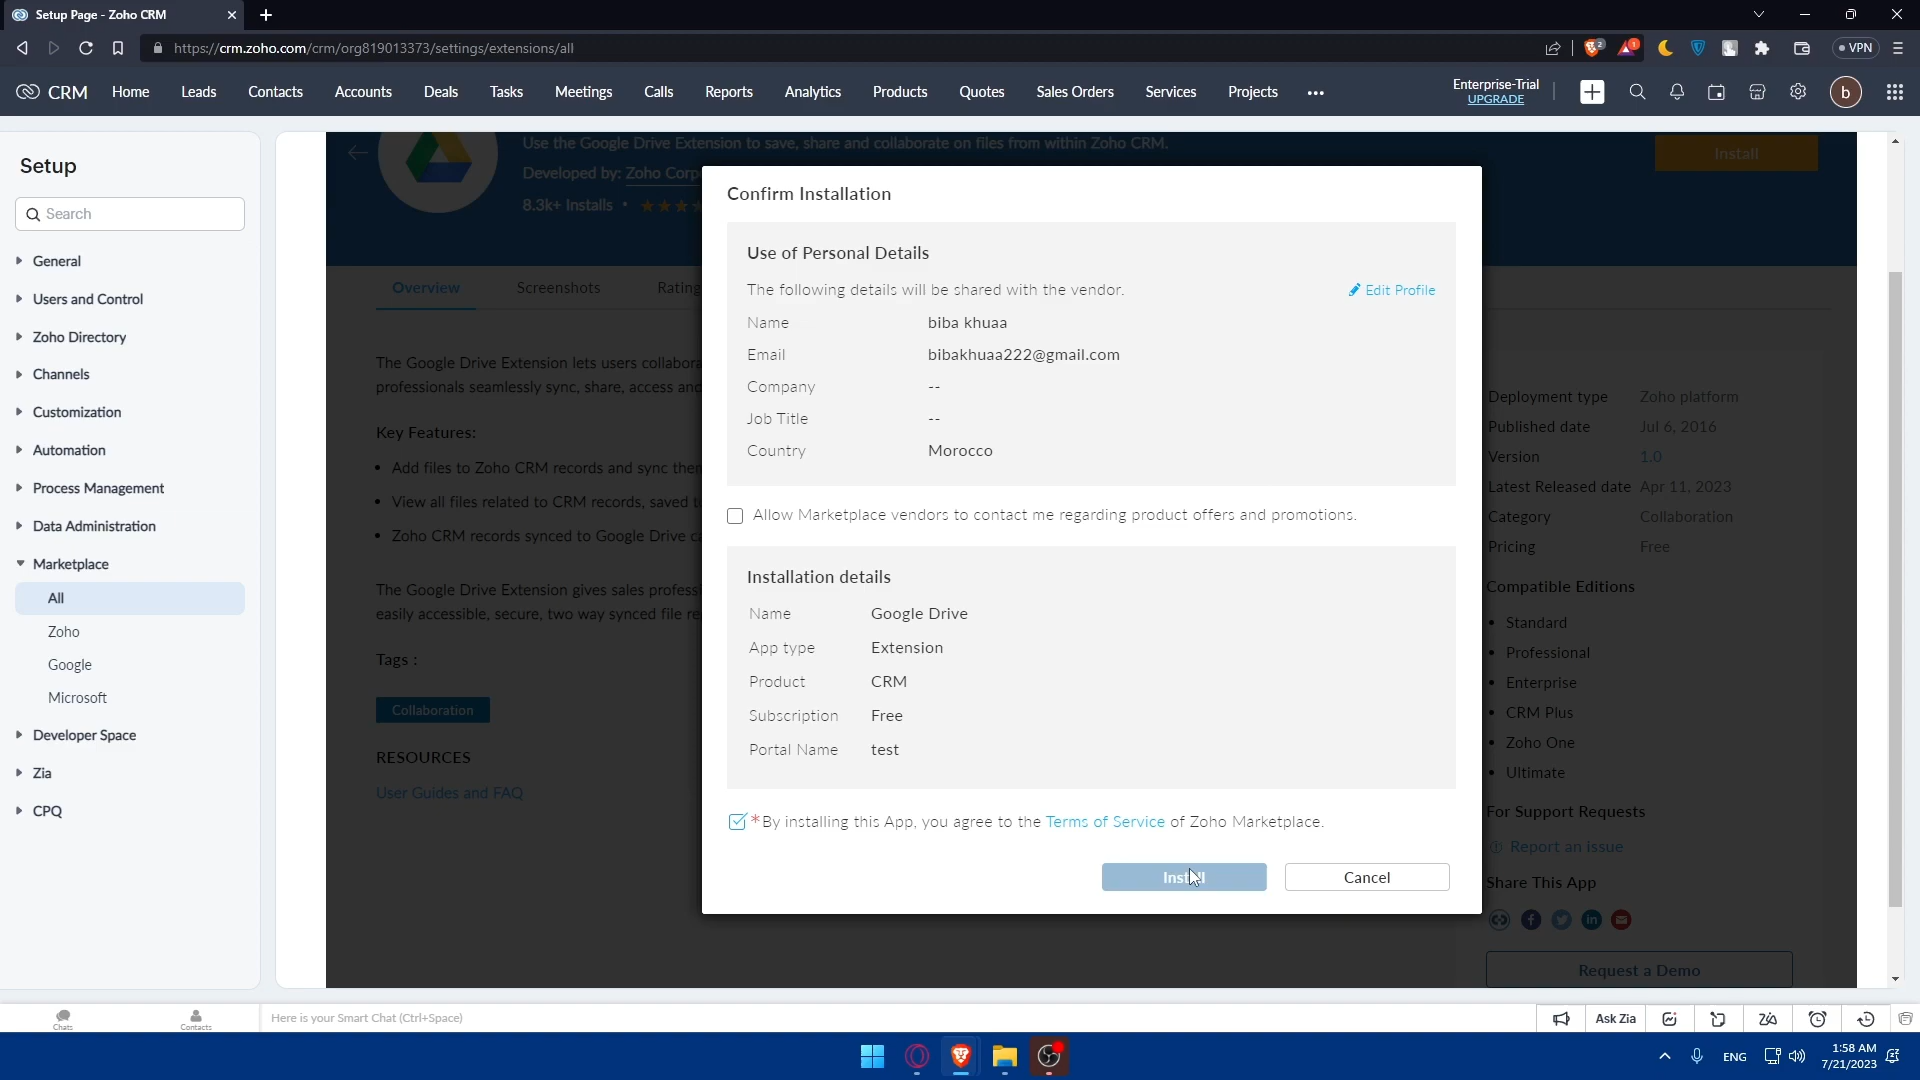 Setup Page - Zoho CRM
https://crm.zoho.com/crm/org819013373/settings/extensions/all
2
1
VPN
CRM
Home
Leads
Contacts
Accounts
Deals
Tasks
Meetings
Calls
Reports
Analytics
Products
Quotes
Sales Orders
Services
Projects
Enterprise-Trial
UPGRADE
b
Setup
Search
General
Users and Control
Zoho Directory
Channels
Customization
Automation
Process Management
Data Administration
Marketplace
All
Zoho
Google
Microsoft
Developer Space
Zia
CPQ
Use the Google Drive Extension to save, share and collaborate on files from within Zoho CRM.
Developed by: Zoho Corp
8.3k+ Installs
Install
Overview
Screenshots
Rating
The Google Drive Extension lets users collabora
professionals seamlessly sync, share, access and
Key Features:
• Add files to Zoho CRM records and sync them
• View all files related to CRM records, saved
• Zoho CRM records synced to Google Drive ca
The Google Drive Extension gives sales profess
easily accessible, secure, two way synced file re
Tags :
Collaboration
RESOURCES
User Guides and FAQ
Confirm Installation
Use of Personal Details
The following details will be shared with the vendor.
Edit Profile
Name biba khuaa
Email bibakhuaa222@gmail.com
Company --
Job Title --
Country Morocco
Allow Marketplace vendors to contact me regarding product offers and promotions.
Installation details
Name Google Drive
App type Extension
Product CRM
Subscription Free
Portal Name test
*By installing this App, you agree to the Terms of Service of Zoho Marketplace.
Install
Cancel
Deployment type Zoho platform
Published date Jul 6, 2016
Version 1.0
Latest Released date Apr 11, 2023
Category Collaboration
Pricing Free
Compatible Editions
• Standard
• Professional
• Enterprise
• CRM Plus
• Zoho One
• Ultimate
For Support Requests
Report an issue
Share This App
Request a Demo
Chats
Contacts
Here is your Smart Chat (Ctrl+Space)
Ask Zia
ENG
1:58 AM
7/21/2023